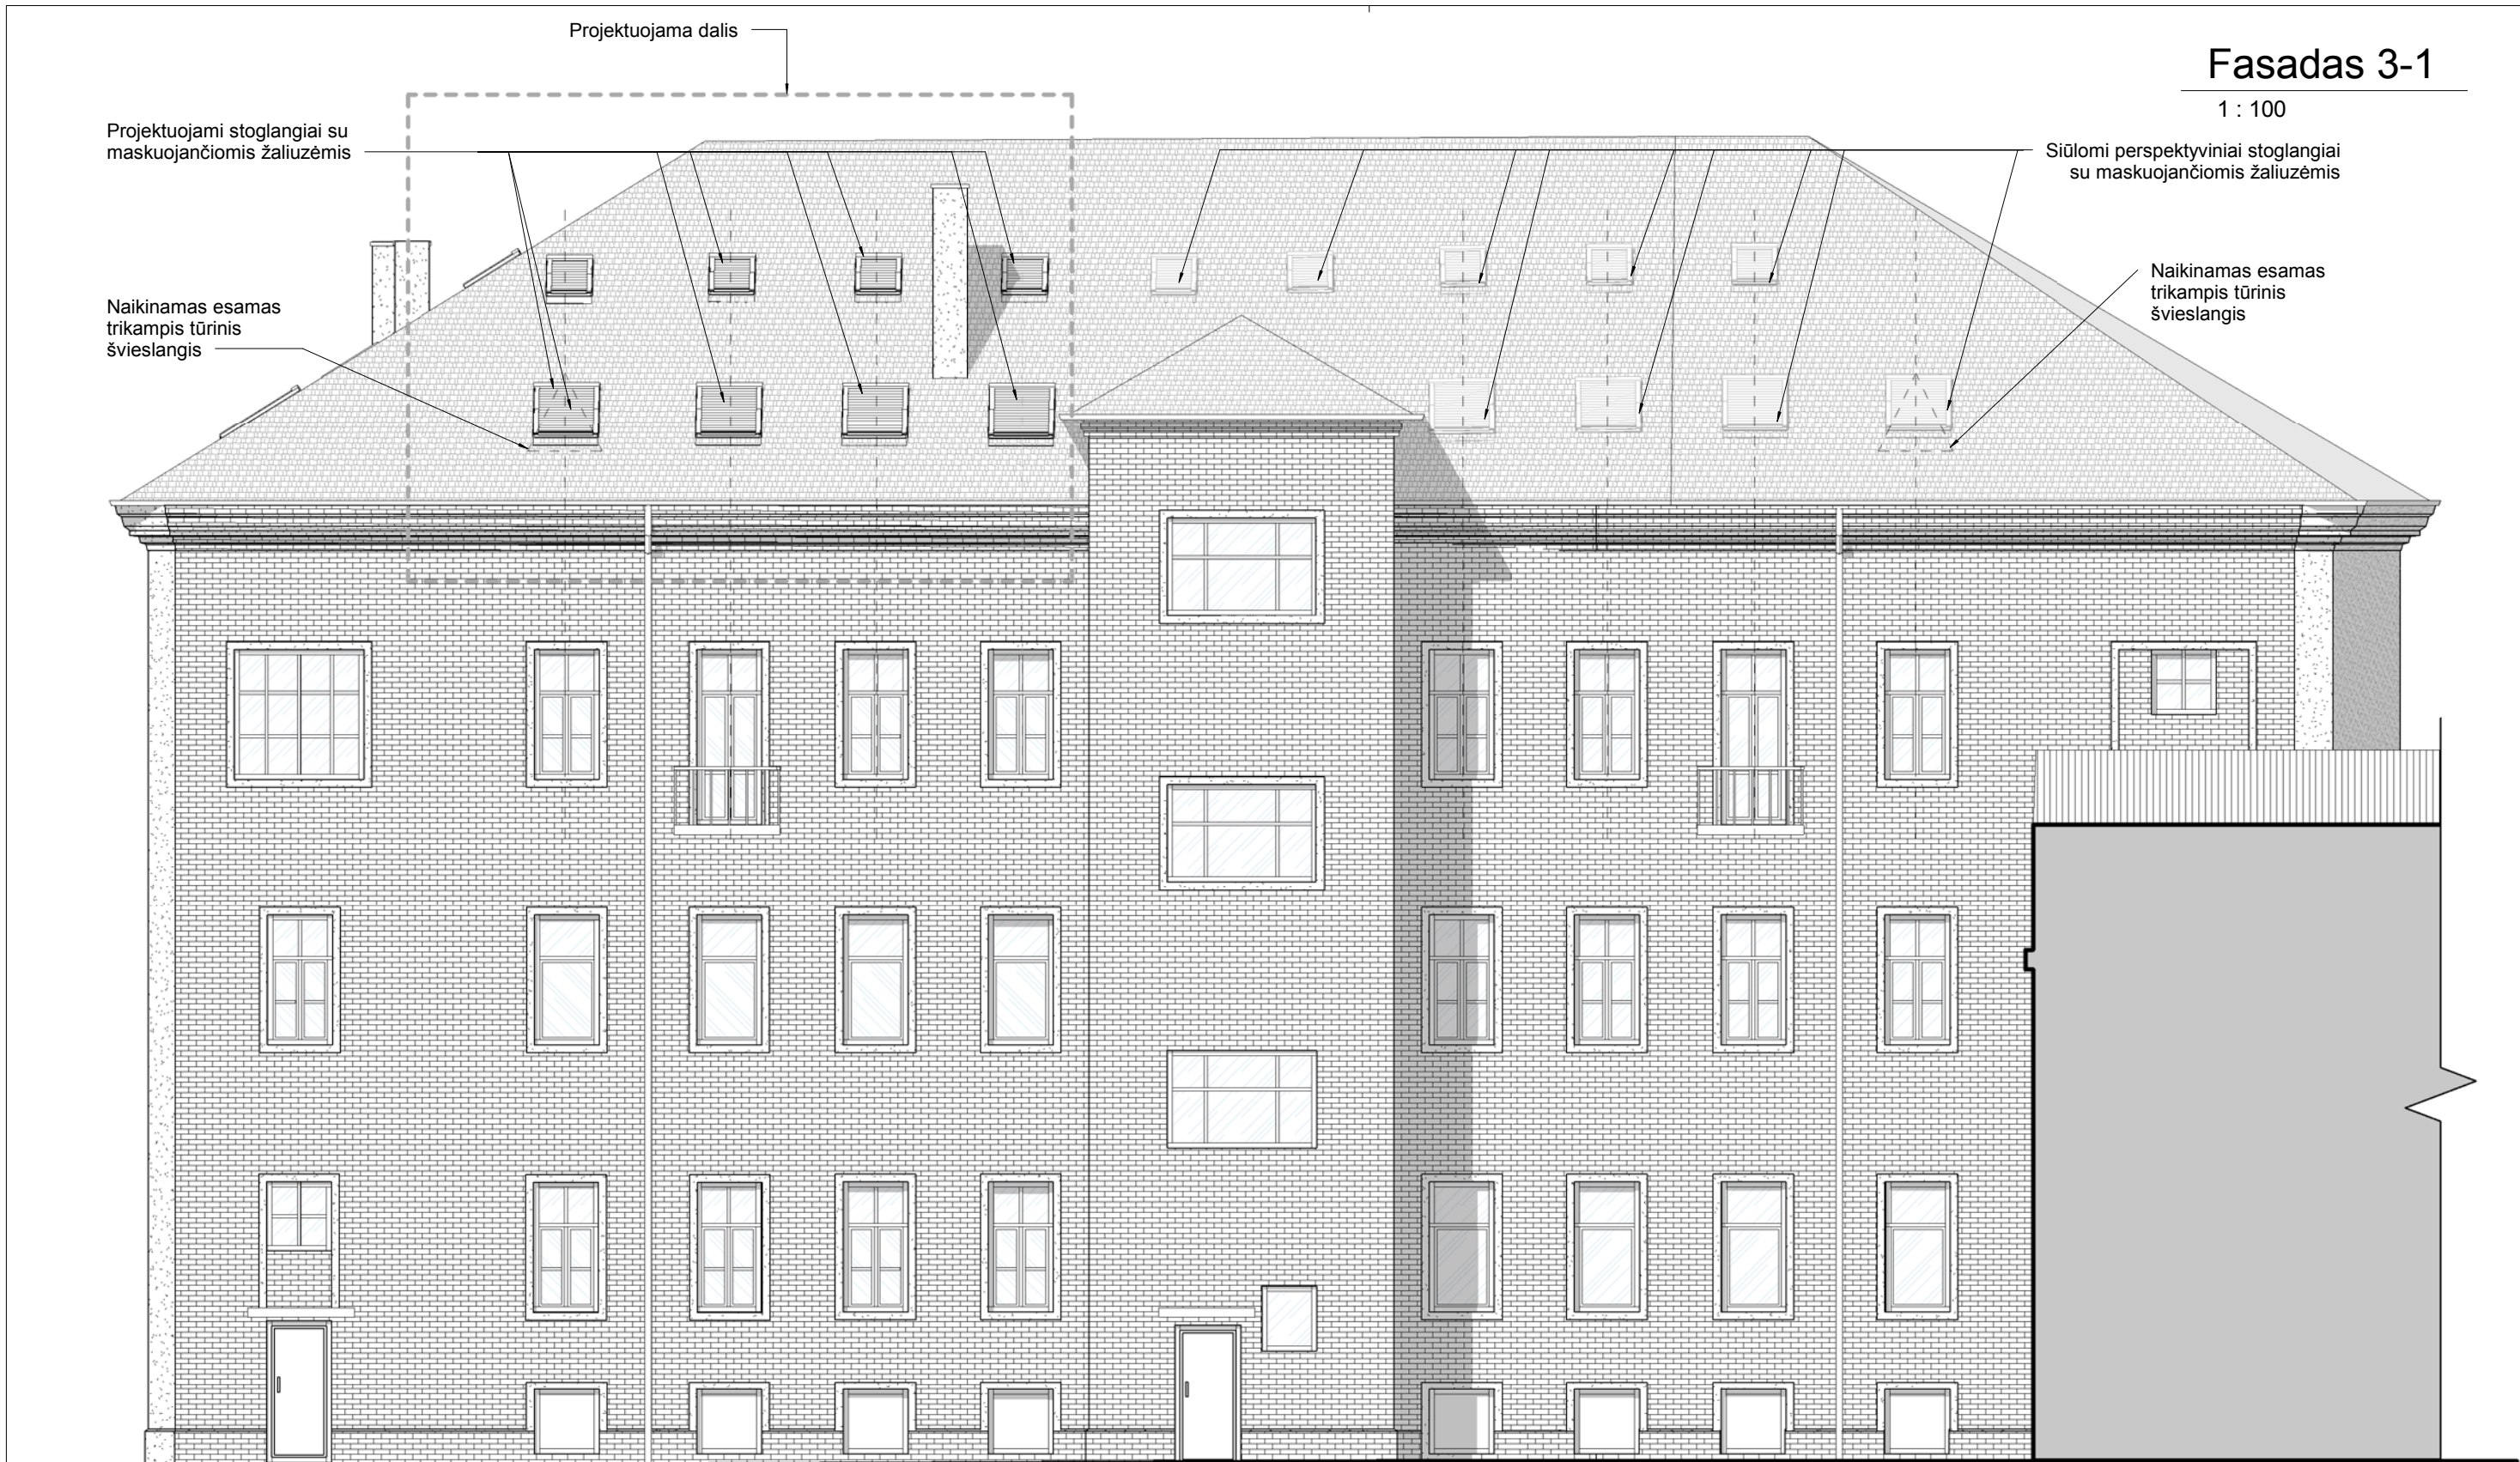 Projektuojama dalis
Fasadas 3-1
1 : 100
Projektuojami stoglangiai su
maskuojančiomis žaliuzėmis
Siūlomi perspektyviniai stoglangiai
su maskuojančiomis žaliuzėmis
Naikinamas esamas
trikampis tūrinis
švieslangis
Naikinamas esamas
trikampis tūrinis
švieslangis